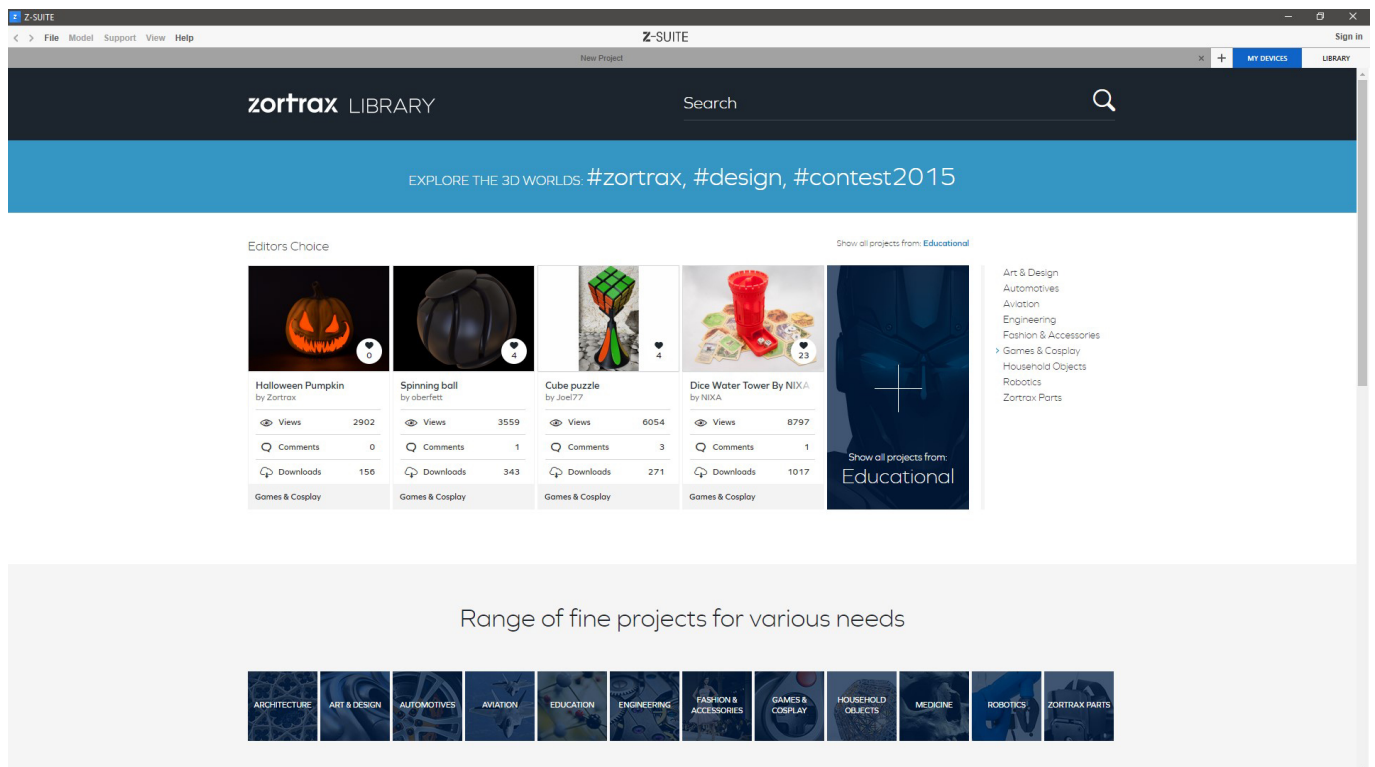 Z-SUITE
File Model Support View Help
Z-SUITE
Sign in
New Project
MY DEVICES
LIBRARY
zortrax LIBRARY
Search
EXPLORE THE 3D WORLDS: #zortrax, #design, #contest2015
Editors Choice
Show all projects from: Educational
0
Halloween Pumpkin
by Zortrax
Views 2902
Comments 0
Downloads 156
Games & Cosplay
4
Spinning ball
by oberfett
Views 3559
Comments 1
Downloads 343
Games & Cosplay
4
Cube puzzle
by Joel77
Views 6054
Comments 3
Downloads 271
Games & Cosplay
23
Dice Water Tower By NIXA
by NIXA
Views 8797
Comments 1
Downloads 1017
Games & Cosplay
Show all projects from:
Educational
Art & Design
Automotives
Aviation
Engineering
Fashion & Accessories
Games & Cosplay
Household Objects
Robotics
Zortrax Parts
Range of fine projects for various needs
ARCHITECTURE
ART & DESIGN
AUTOMOTIVES
AVIATION
EDUCATION
ENGINEERING
FASHION &
ACCESSORIES
GAMES &
COSPLAY
HOUSEHOLD
OBJECTS
MEDICINE
ROBOTICS
ZORTRAX PARTS